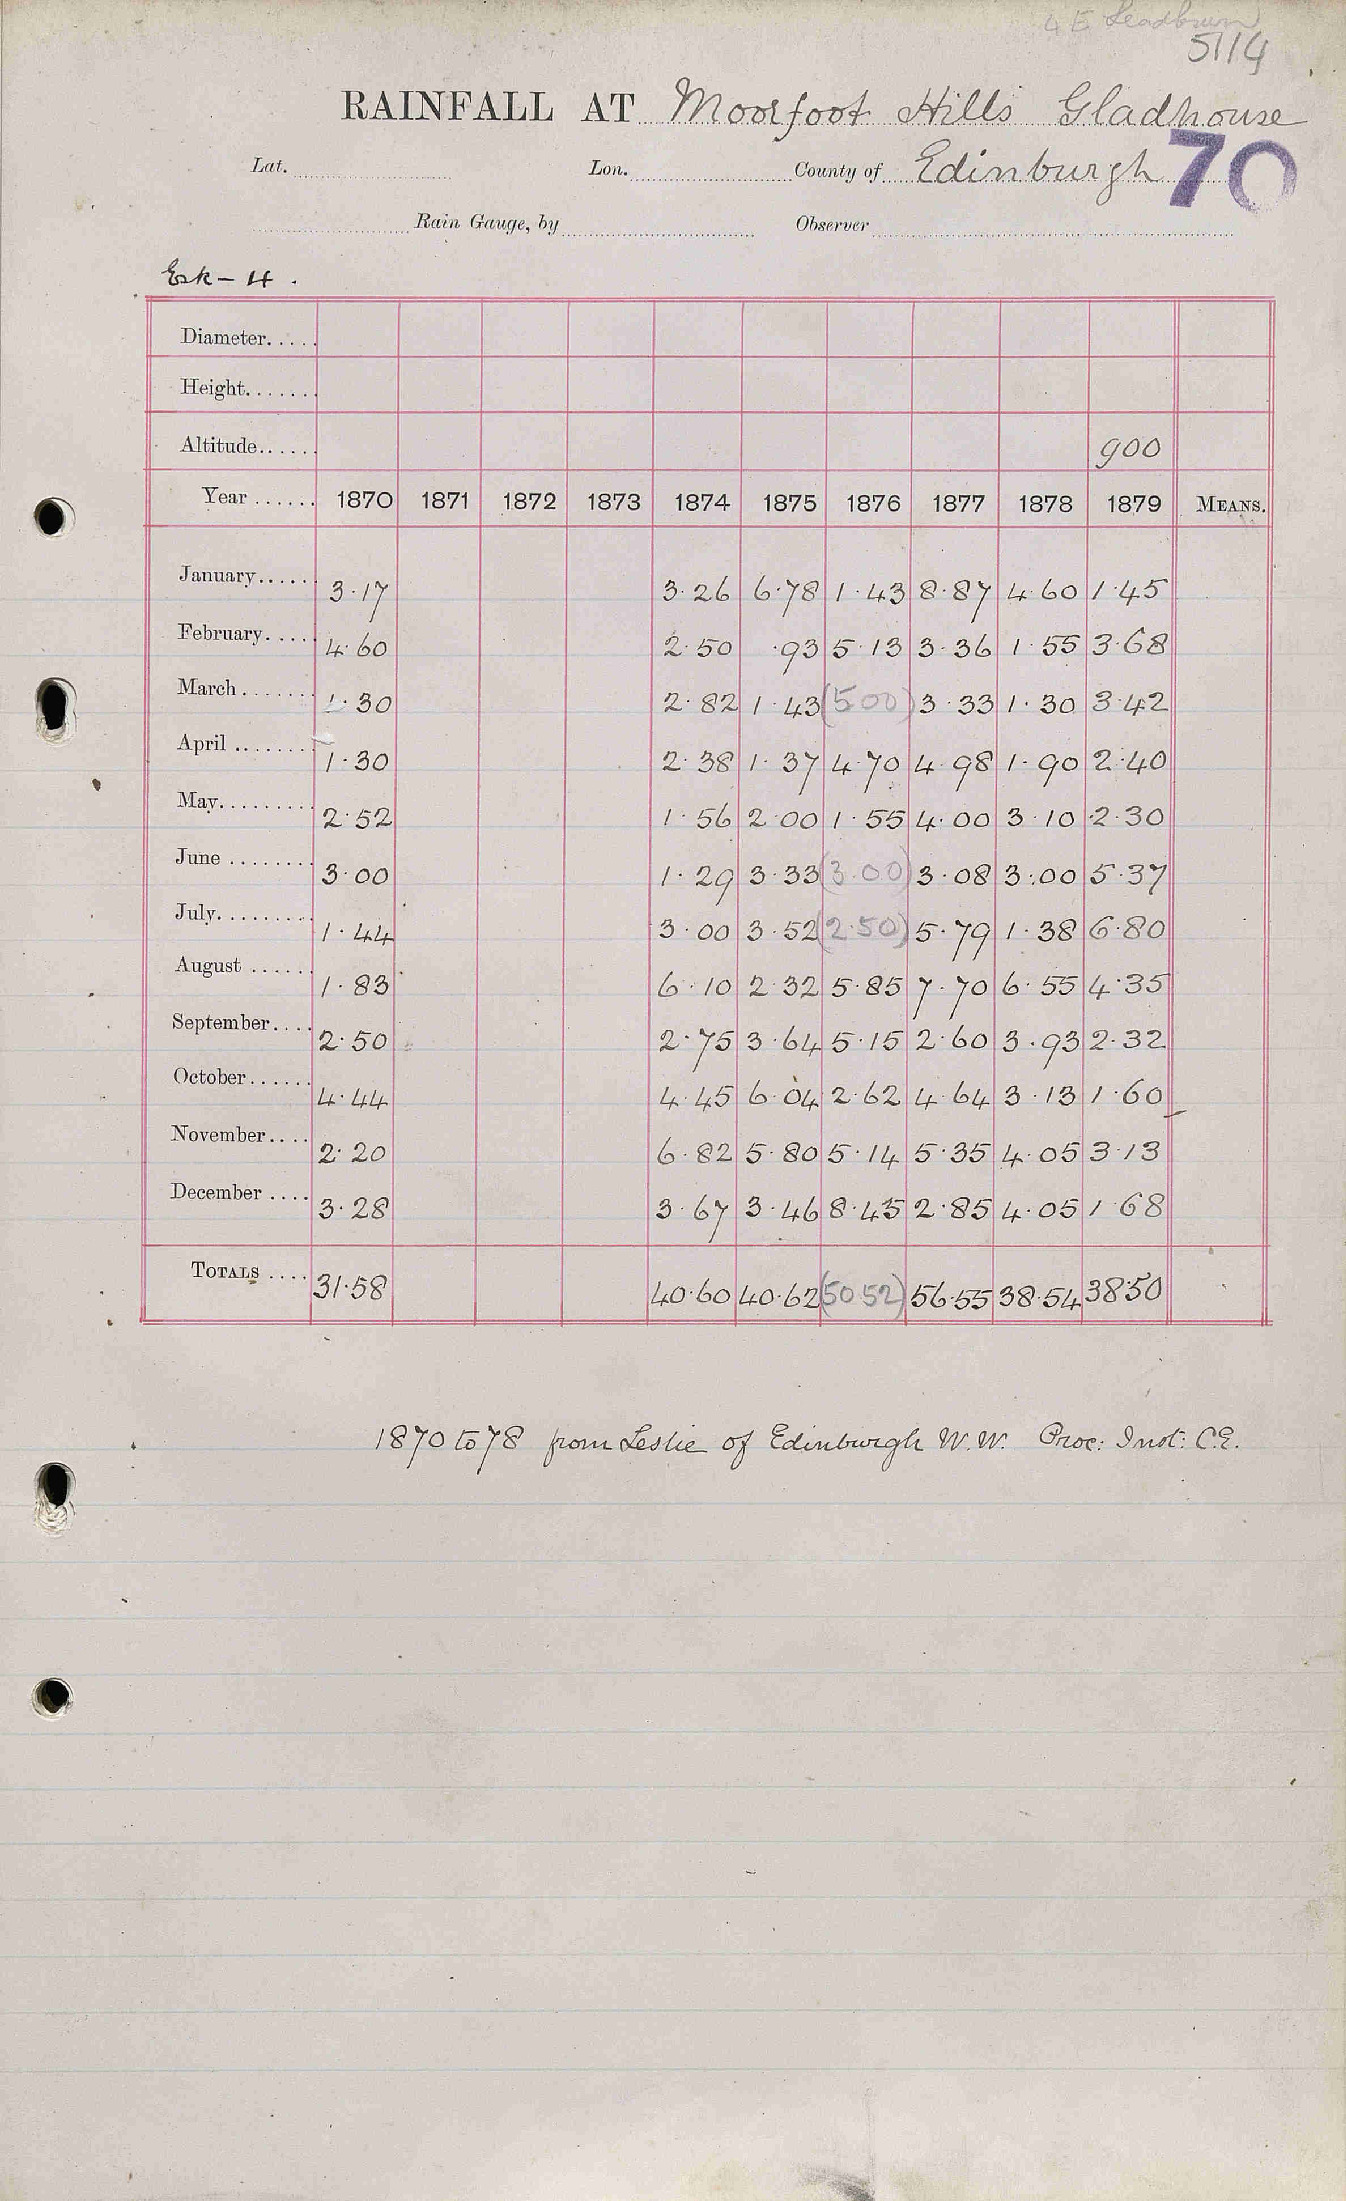 4 E Leadburn
5114
RAINFALL AT Moorfoot Hills Gladhouse
Lat. Lon. County of Edinburgh 70
Rain Gauge, by Observer
Esk - 4.
Diameter.....
Height.......
Altitude...... 900
Year ...... 1870 1871 1872 1873 1874 1875 1876 1877 1878 1879 MEANS.
January...... 3.17 3.26 6.78 1.43 8.87 4.60 1.45
February..... 4.60 2.50 .93 5.13 3.36 1.55 3.68
March ....... 1.30 2.82 1.43 (5.00) 3.33 1.30 3.42
April ........ 1.30 2.38 1.37 4.70 4.98 1.90 2.40
May.......... 2.52 1.56 2.00 1.55 4.00 3.10 2.30
June ........ 3.00 1.29 3.33 (3.00) 3.08 3.00 5.37
July.......... 1.44 3.00 3.52 (2.50) 5.79 1.38 6.80
August ...... 1.83 6.10 2.32 5.85 7.70 6.55 4.35
September.... 2.50 2.75 3.64 5.15 2.60 3.93 2.32
October...... 4.44 4.45 6.04 2.62 4.64 3.13 1.60
November.... 2.20 6.82 5.80 5.14 5.35 4.05 3.13
December .... 3.28 3.67 3.46 8.45 2.85 4.05 1.68
TOTALS .... 31.58 40.60 40.62 (50.52) 56.55 38.54 38.50
1870 to 78 from Leslie of Edinburgh W.W. Proc: Inst: C.E.